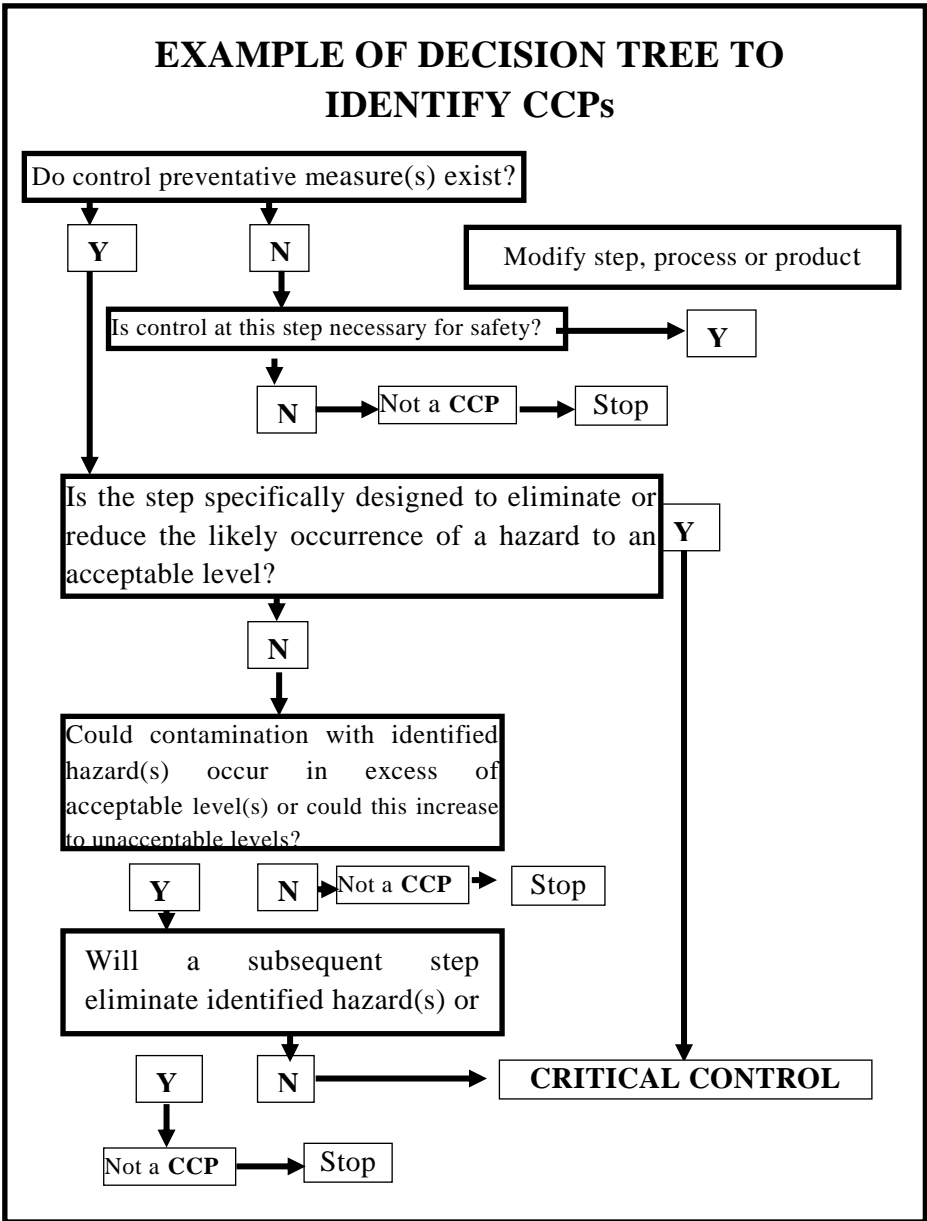 EXAMPLE OF DECISION TREE TO
IDENTIFY CCPs
Do control preventative measure(s) exist?
Y
N
Modify step, process or product
Is control at this step necessary for safety?
Y
N
Not a CCP
Stop
Is the step specifically designed to eliminate or
reduce the likely occurrence of a hazard to an
acceptable level?
Y
N
Could contamination with identified
hazard(s) occur in excess of
acceptable level(s) or could this increase
to unacceptable levels?
Y
N
Not a CCP
Stop
Will a subsequent step
eliminate identified hazard(s) or
Y
N
CRITICAL CONTROL
Not a CCP
Stop